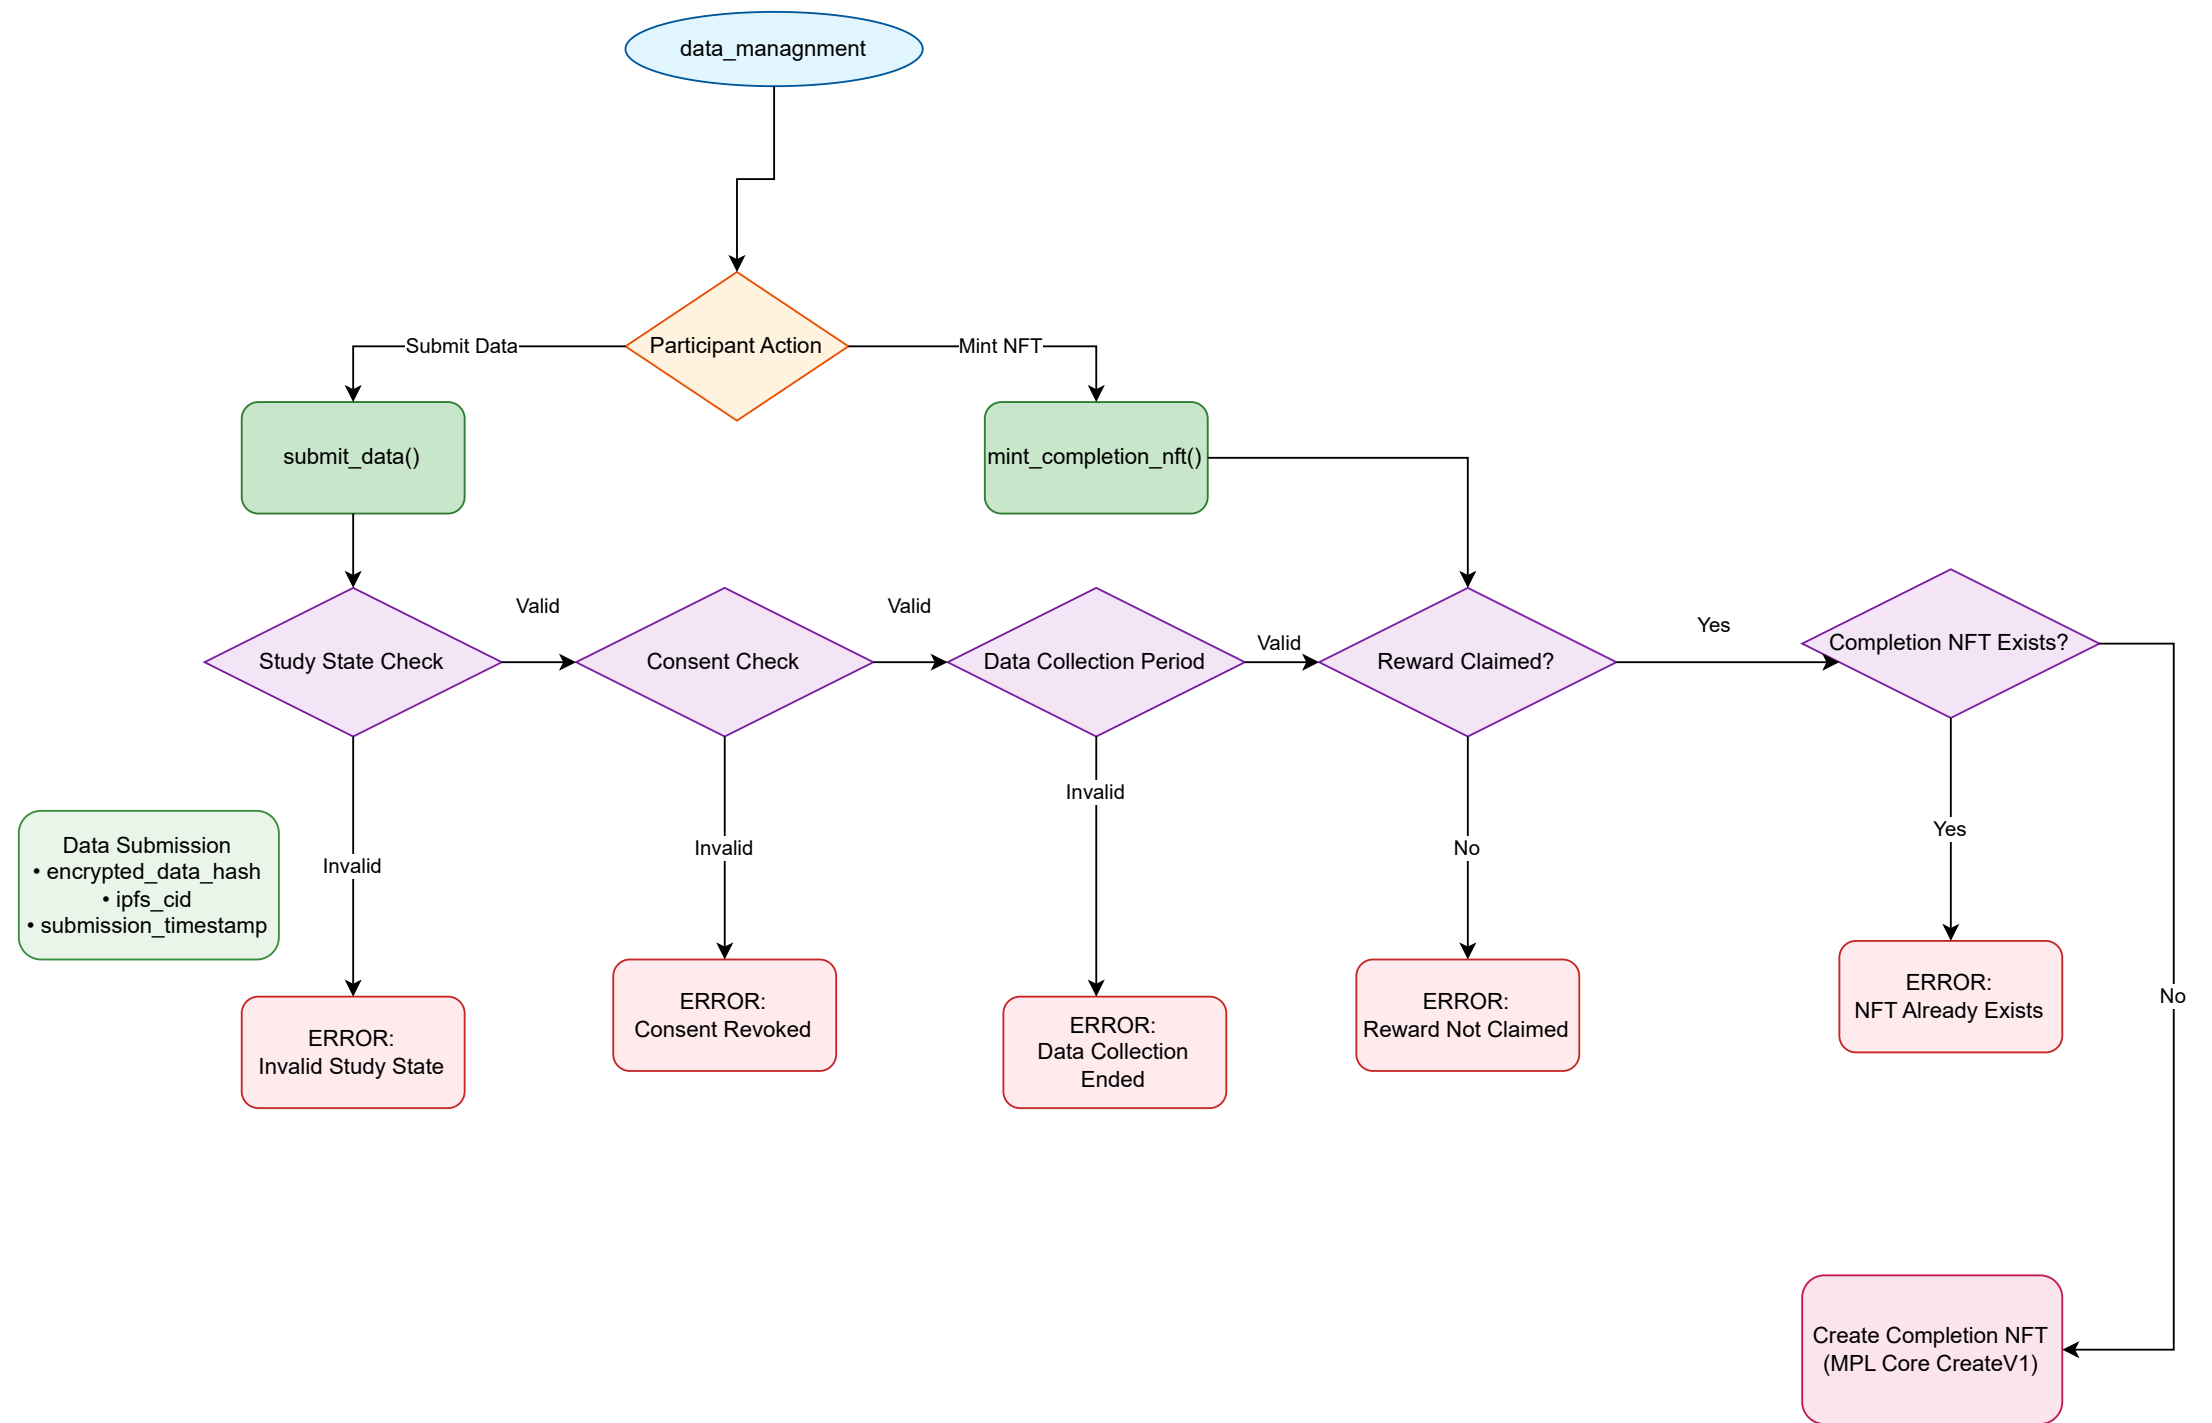 data_managnment
Participant Action
Submit Data
Mint NFT
submit_data()
mint_completion_nft()
Study State Check
Valid
Consent Check
Valid
Data Collection Period
Valid
Reward Claimed?
Yes
Completion NFT Exists?
Invalid
Invalid
Invalid
No
Yes
No
Data Submission
• encrypted_data_hash
• ipfs_cid
• submission_timestamp
ERROR:
Invalid Study State
ERROR:
Consent Revoked
ERROR:
Data Collection
Ended
ERROR:
Reward Not Claimed
ERROR:
NFT Already Exists
Create Completion NFT
(MPL Core CreateV1)